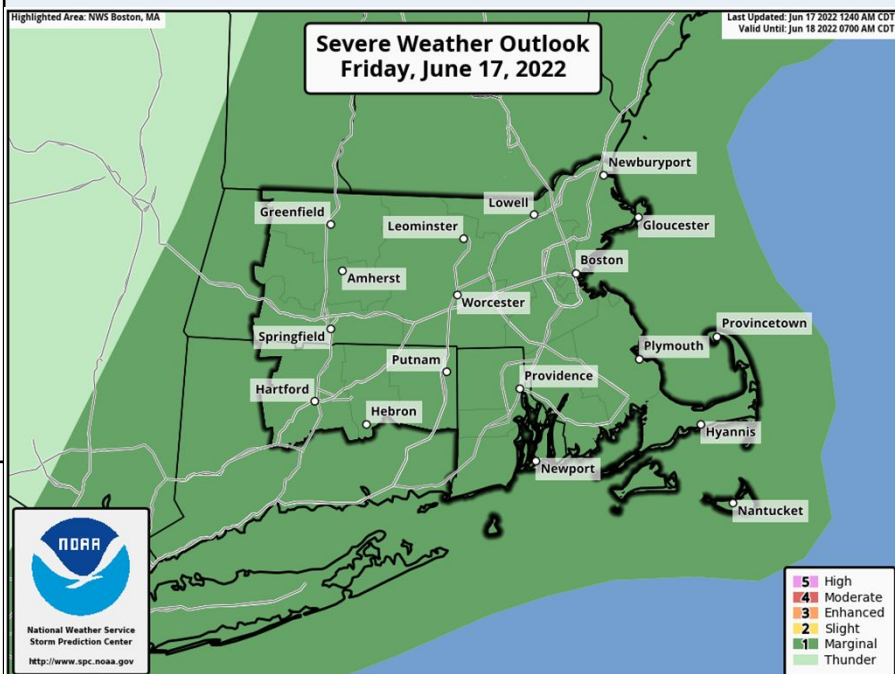 Highlighted Area: NWS Boston, MA
Last Updated: Jun 17 2022 1240 AM CDT
Valid Until: Jun 18 2022 0700 AM CDT
Severe Weather Outlook
Friday, June 17, 2022
Newburyport
Lowell
Greenfield
Gloucester
Leominster
Boston
Amherst
Worcester
Provincetown
Springfield
Plymouth
Putnam
Providence
Hartford
Hebron
Hyannis
Newport
Nantucket
NOAA
National Weather Service
Storm Prediction Center
http://www.spc.noaa.gov
5 High
4 Moderate
3 Enhanced
2 Slight
1 Marginal
Thunder